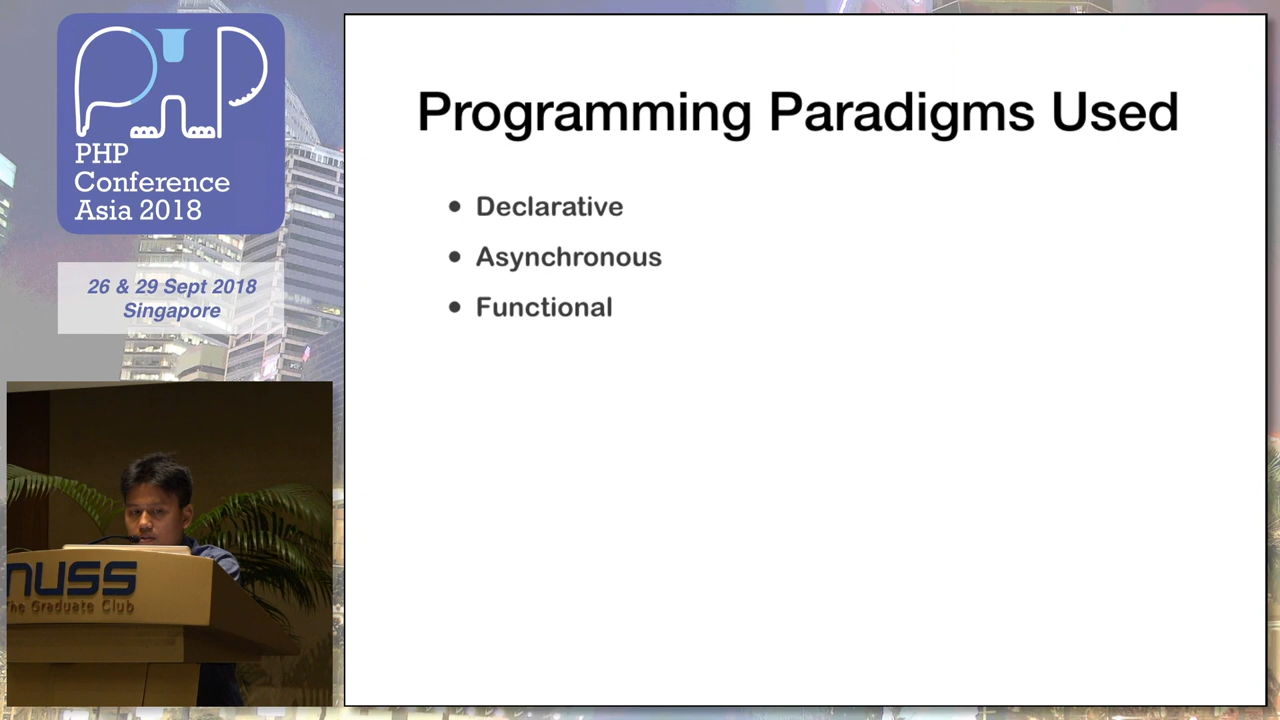 PHP
Conference
Asia 2018
26 & 29 Sept 2018
Singapore
nuss
The Graduate Club
Programming Paradigms Used
• Declarative
• Asynchronous
• Functional